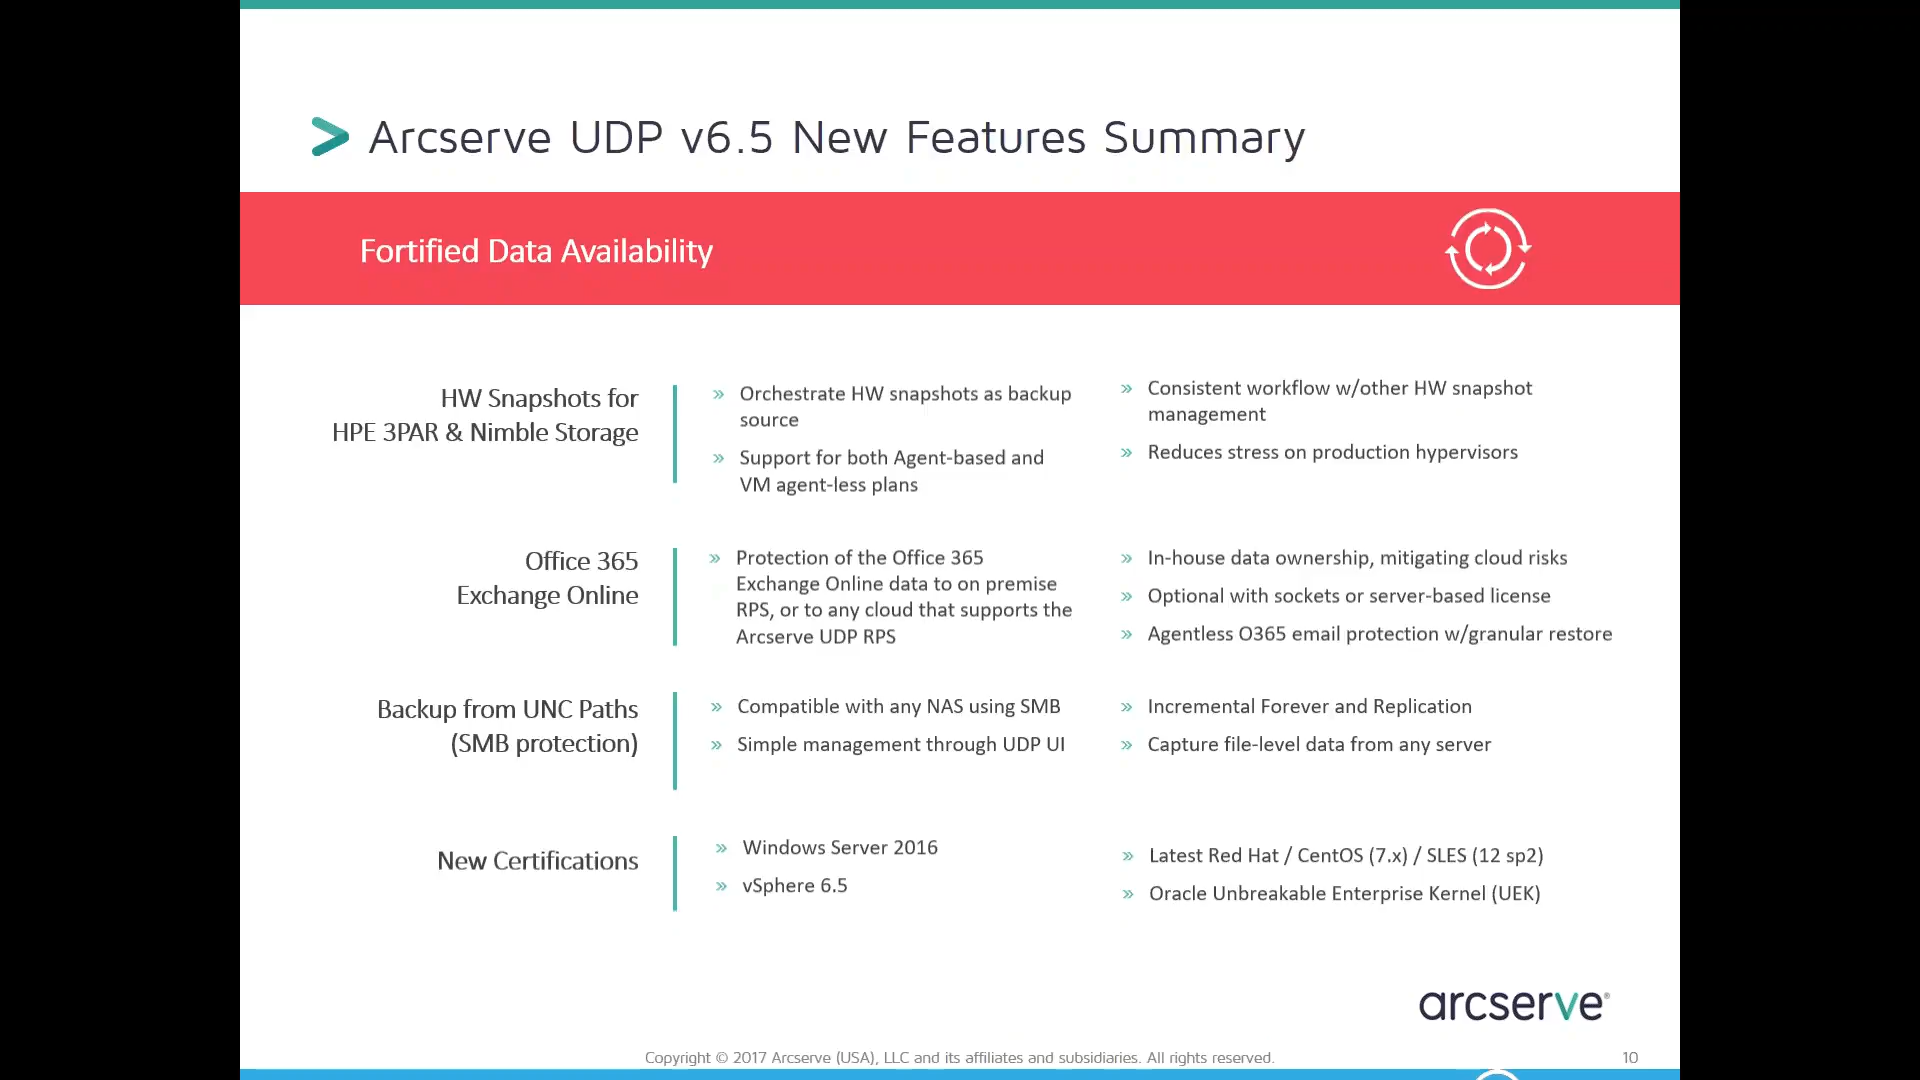 Arcserve UDP v6.5 New Features Summary
Fortified Data Availability
HW Snapshots for
HPE 3PAR & Nimble Storage
» Orchestrate HW snapshots as backup
source
» Support for both Agent-based and
VM agent-less plans
» Consistent workflow w/other HW snapshot
management
» Reduces stress on production hypervisors
Office 365
Exchange Online
» Protection of the Office 365
Exchange Online data to on premise
RPS, or to any cloud that supports the
Arcserve UDP RPS
» In-house data ownership, mitigating cloud risks
» Optional with sockets or server-based license
» Agentless O365 email protection w/granular restore
Backup from UNC Paths
(SMB protection)
» Compatible with any NAS using SMB
» Simple management through UDP UI
» Incremental Forever and Replication
» Capture file-level data from any server
New Certifications
» Windows Server 2016
» vSphere 6.5
» Latest Red Hat / CentOS (7.x) / SLES (12 sp2)
» Oracle Unbreakable Enterprise Kernel (UEK)
arcserve®
Copyright © 2017 Arcserve (USA), LLC and its affiliates and subsidiaries. All rights reserved.
10